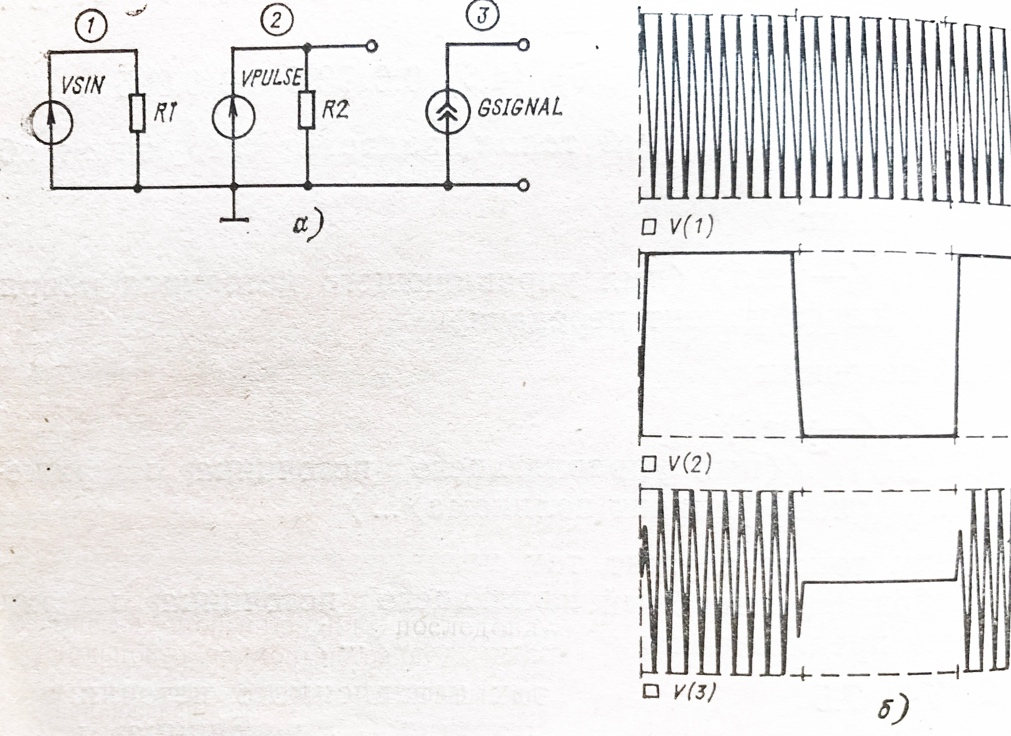 1
2
3
VSIN
R1
VPULSE
R2
GSIGNAL
а)
V(1)
V(2)
V(3)
б)